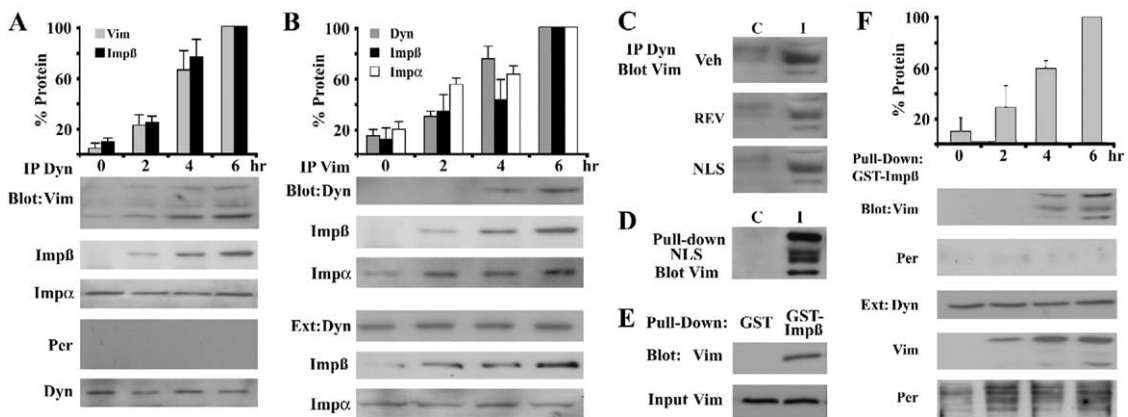 A
Vim
Impβ
% Protein
100
60
20
0 2 4 6 hr
IP Dyn
Blot: Vim
Impβ
Impα
Per
Dyn
B
Dyn
Impβ
Impα
% Protein
100
60
20
0 2 4 6 hr
IP Vim
Blot: Dyn
Impβ
Impα
Ext: Dyn
Impβ
Impα
C
C I
IP Dyn
Blot Vim
Veh
REV
NLS
D
C I
Pull-down
NLS
Blot Vim
E
Pull-Down: GST GST-
Impß
Blot: Vim
Input Vim
F
% Protein
100
60
20
0 2 4 6 hr
Pull-Down:
GST-Impß
Blot: Vim
Per
Ext: Dyn
Vim
Per